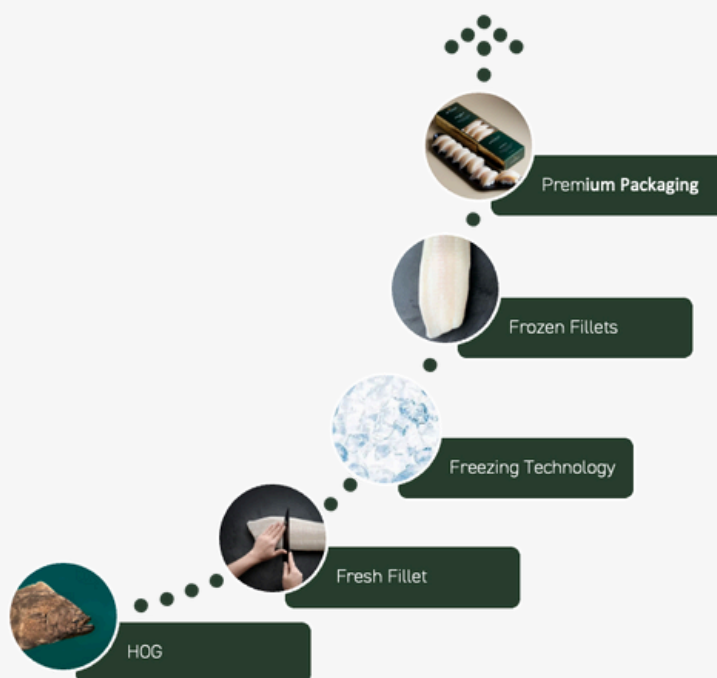 Premium Packaging
Frozen Fillets
Freezing Technology
Fresh Fillet
HOG